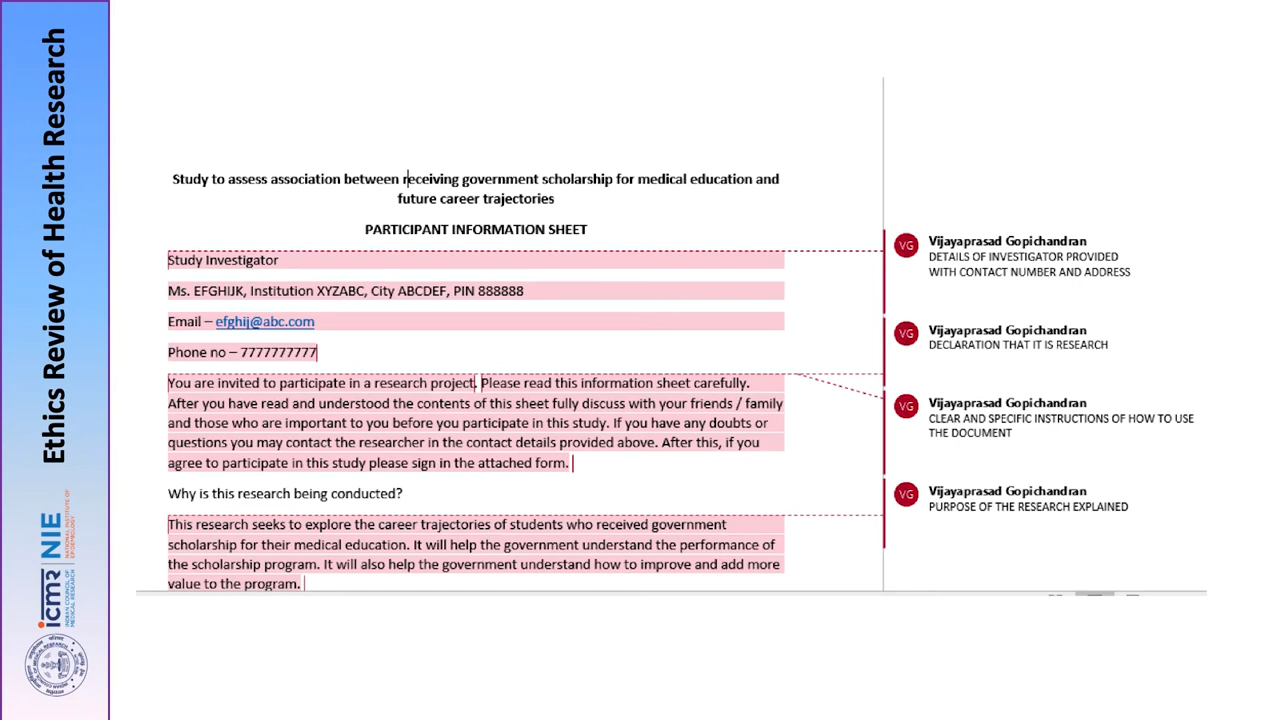 Ethics Review of Health Research
Study to assess association between receiving government scholarship for medical education and
future career trajectories
PARTICIPANT INFORMATION SHEET
Study Investigator
Ms. EFGHIJK, Institution XYZABC, City ABCDEF, PIN 888888
Email – efghij@abc.com
Phone no – 7777777777
You are invited to participate in a research project. Please read this information sheet carefully.
After you have read and understood the contents of this sheet fully discuss with your friends / family
and those who are important to you before you participate in this study. If you have any doubts or
questions you may contact the researcher in the contact details provided above. After this, if you
agree to participate in this study please sign in the attached form.
Why is this research being conducted?
This research seeks to explore the career trajectories of students who received government
scholarship for their medical education. It will help the government understand the performance of
the scholarship program. It will also help the government understand how to improve and add more
value to the program.
VG
Vijayaprasad Gopichandran
DETAILS OF INVESTIGATOR PROVIDED
WITH CONTACT NUMBER AND ADDRESS
VG
Vijayaprasad Gopichandran
DECLARATION THAT IT IS RESEARCH
VG
Vijayaprasad Gopichandran
CLEAR AND SPECIFIC INSTRUCTIONS OF HOW TO USE
THE DOCUMENT
VG
Vijayaprasad Gopichandran
PURPOSE OF THE RESEARCH EXPLAINED
NIE
NATIONAL INSTITUTE OF
EPIDEMIOLOGY
icmr
INDIAN COUNCIL OF
MEDICAL RESEARCH